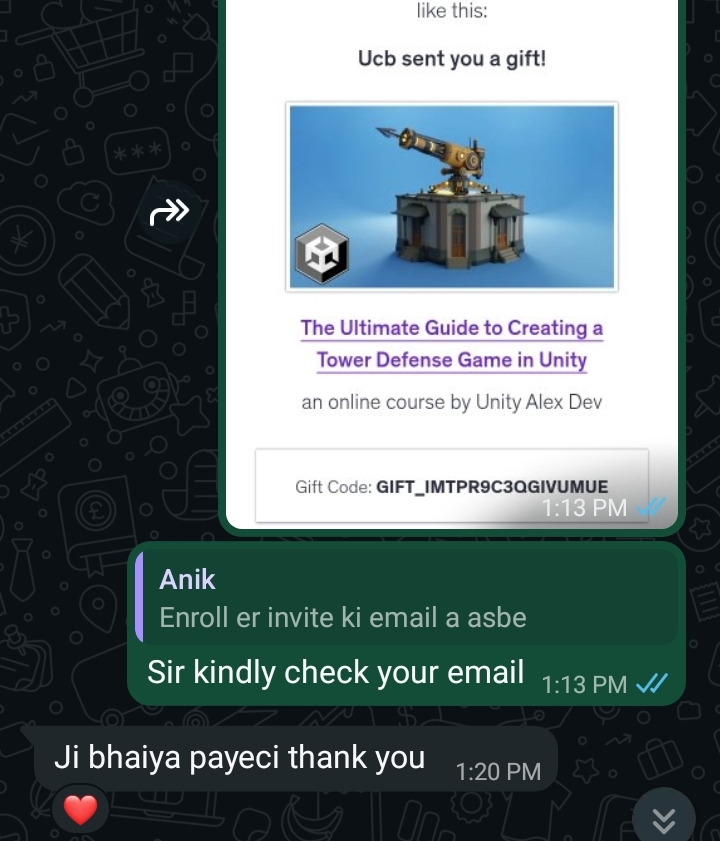 like this:
Ucb sent you a gift!
The Ultimate Guide to Creating a
Tower Defense Game in Unity
an online course by Unity Alex Dev
Gift Code: GIFT_IMTPR9C3QGIVUMUE
1:13 PM
Anik
Enroll er invite ki email a asbe
Sir kindly check your email 1:13 PM
Ji bhaiya payeci thank you 1:20 PM